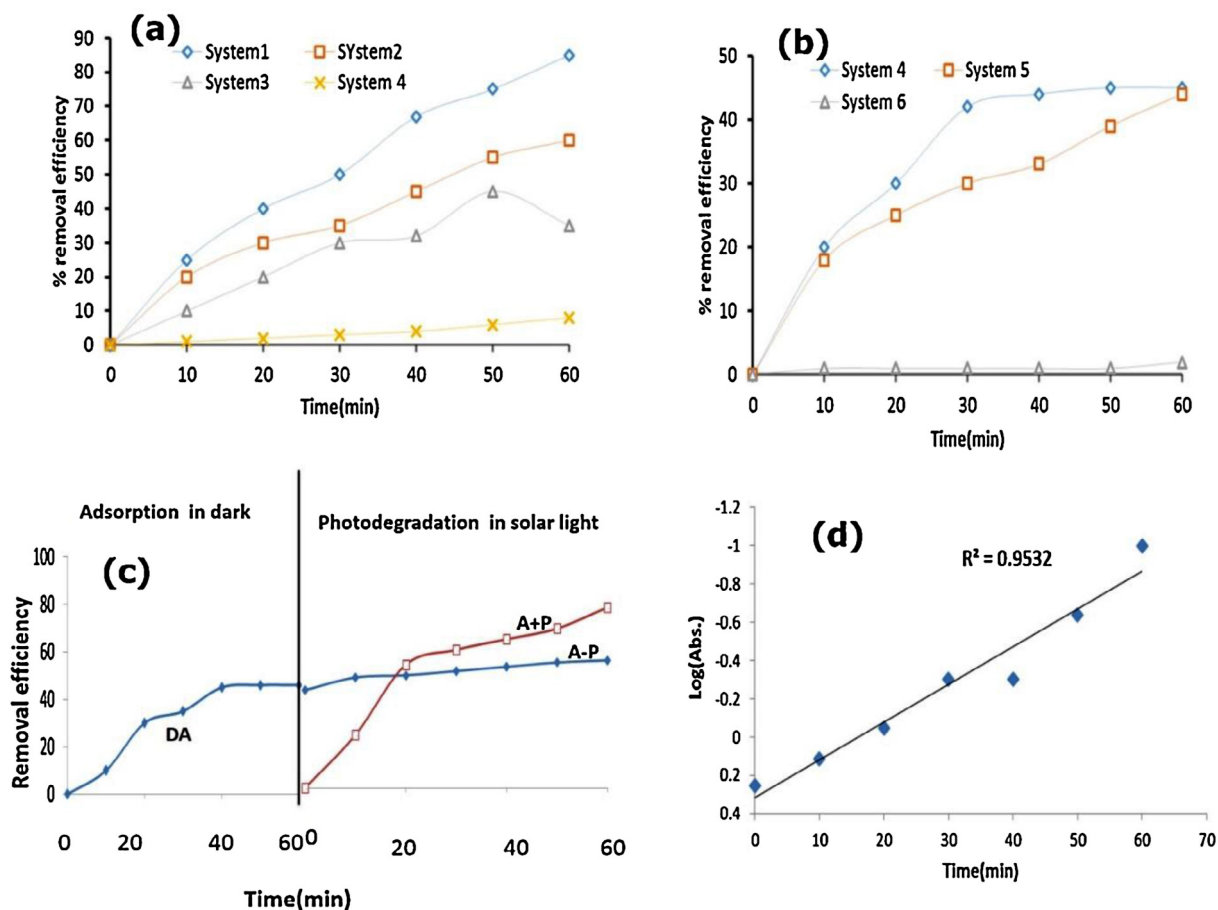 (a)
System1 SYstem2
System3 System 4
% removal efficiency
90
80
70
60
50
40
30
20
10
0
0 10 20 30 40 50 60
Time(min)
(b)
System 4 System 5
System 6
% removal efficiency
50
40
30
20
10
0
0 10 20 30 40 50 60
Time(min)
Adsorption in dark
Photodegradation in solar light
(c)
Removal efficiency
100
80
60
40
20
0
DA
A+P
A-P
0 20 40 60 0 20 40 60
Time(min)
(d)
R² = 0.9532
Log(Abs.)
-1.2
-1
-0.8
-0.6
-0.4
-0.2
0
0.2
0.4
0 10 20 30 40 50 60 70
Time(min)